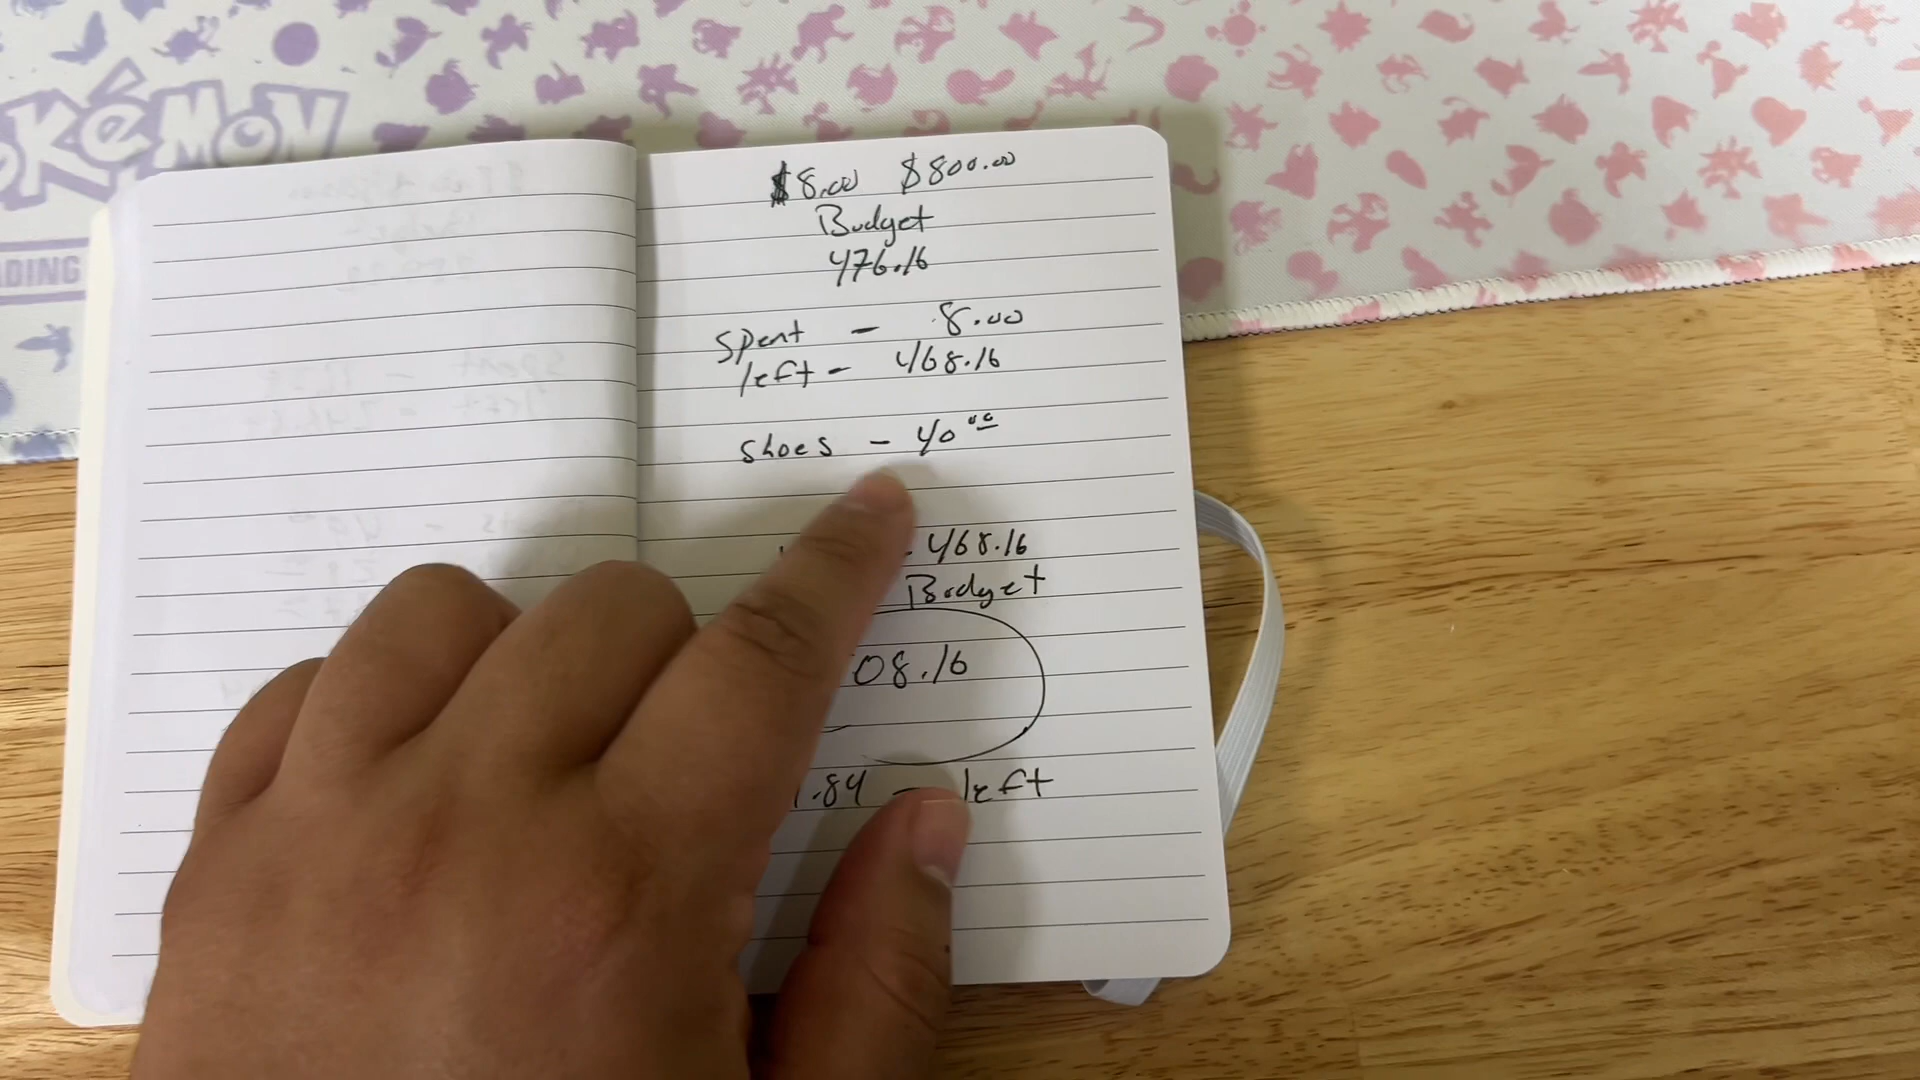 POKéMON
ADING
$8.00 $800.00
Budget
476.16
spent - 8.00
left - 468.16
shoes - 40 00
468.16
Budget
08.16
.84 - left